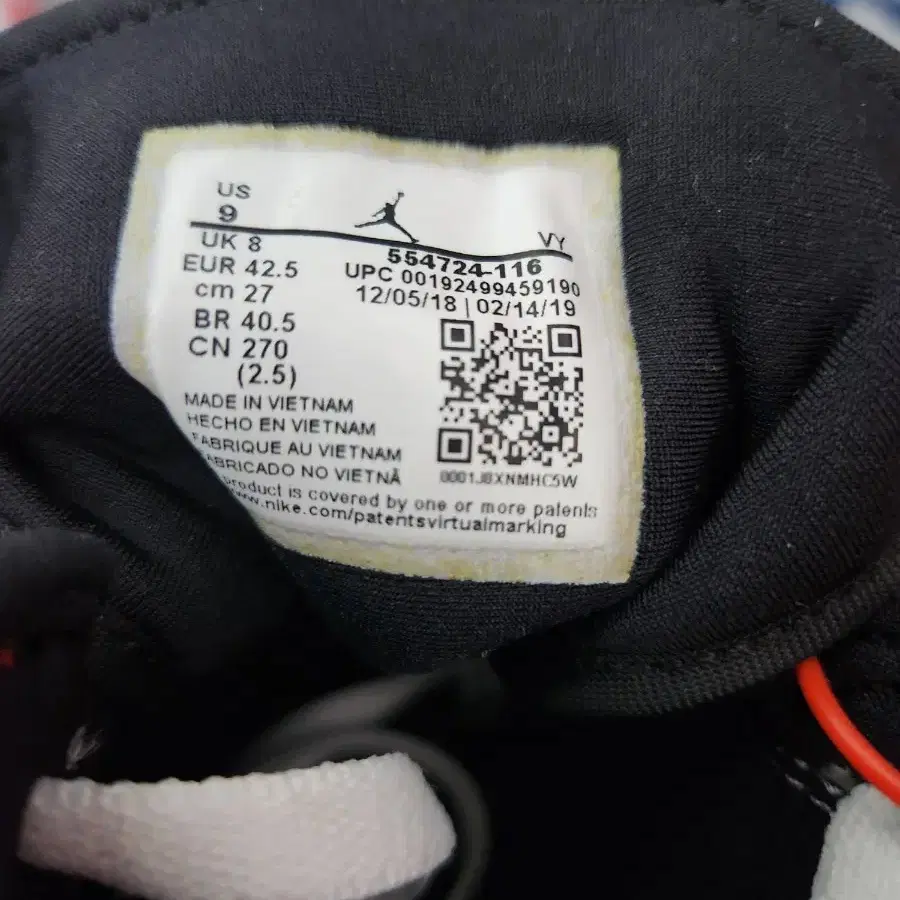 US
9
UK 8
EUR 42.5
cm 27
BR 40.5
CN 270
(2.5)
VY
554724-116
UPC 00192499459190
12/05/18 | 02/14/19
MADE IN VIETNAM
HECHO EN VIETNAM
FABRIQUE AU VIETNAM
FABRICADO NO VIETNÃ
0001J8XNMHC5W
product is covered by one or more patents
www.nike.com/patentsvirtualmarking